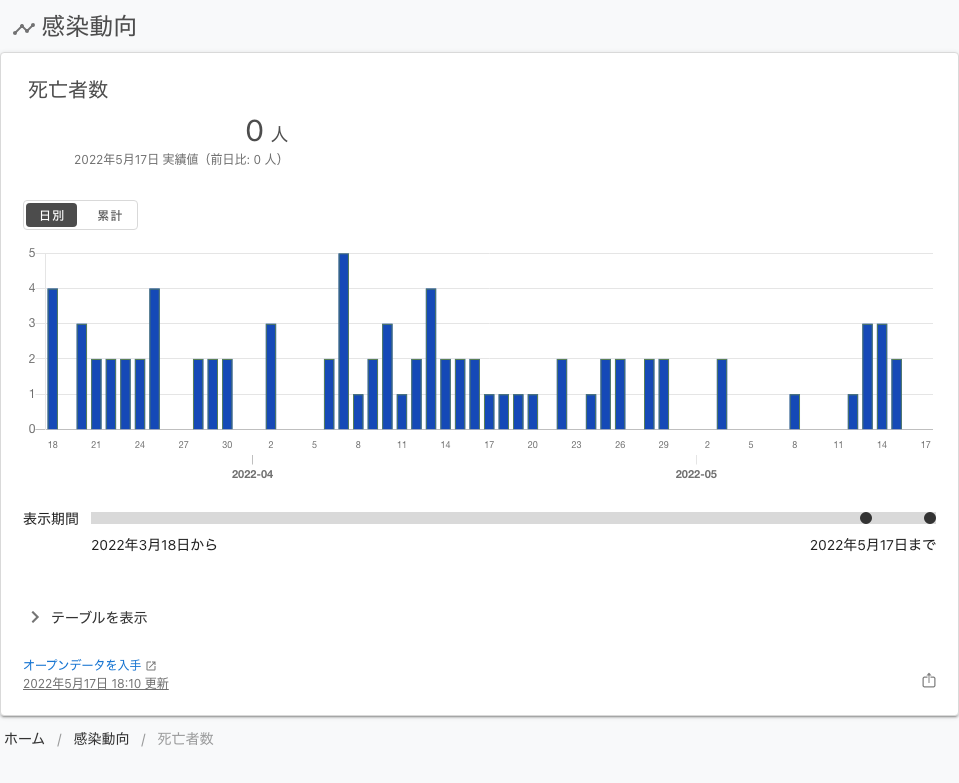 感染動向
死亡者数
0 人
2022年5月17日 実績値（前日比: 0 人）
日別 累計
5
4
3
2
1
0
18 21 24 27 30 2 5 8 11 14 17 20 23 26 29 2 5 8 11 14 17
2022-04 2022-05
表示期間
2022年3月18日から 2022年5月17日まで
テーブルを表示
オープンデータを入手
2022年5月17日 18:10 更新
ホーム / 感染動向 / 死亡者数